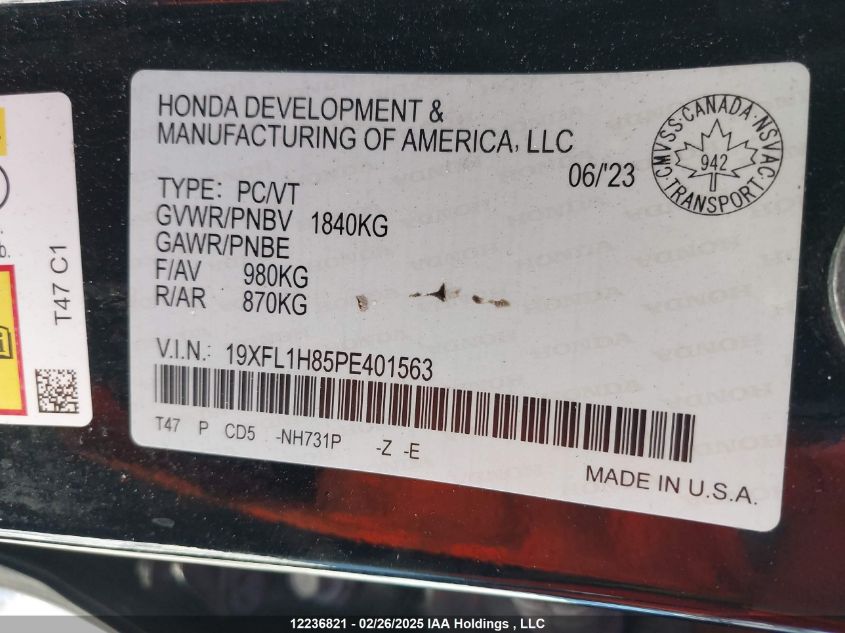 HONDA DEVELOPMENT &
MANUFACTURING OF AMERICA, LLC
06/'23
CMVSS·CANADA·NSVAC
942
TRANSPORT
TYPE: PC/VT
GVWR/PNBV 1840KG
GAWR/PNBE
F/AV 980KG
R/AR 870KG
V.I.N.: 19XFL1H85PE401563
T47 P CD5 -NH731P -Z -E
MADE IN U.S.A.
T47 C1
b.
12236821 - 02/26/2025 IAA Holdings , LLC